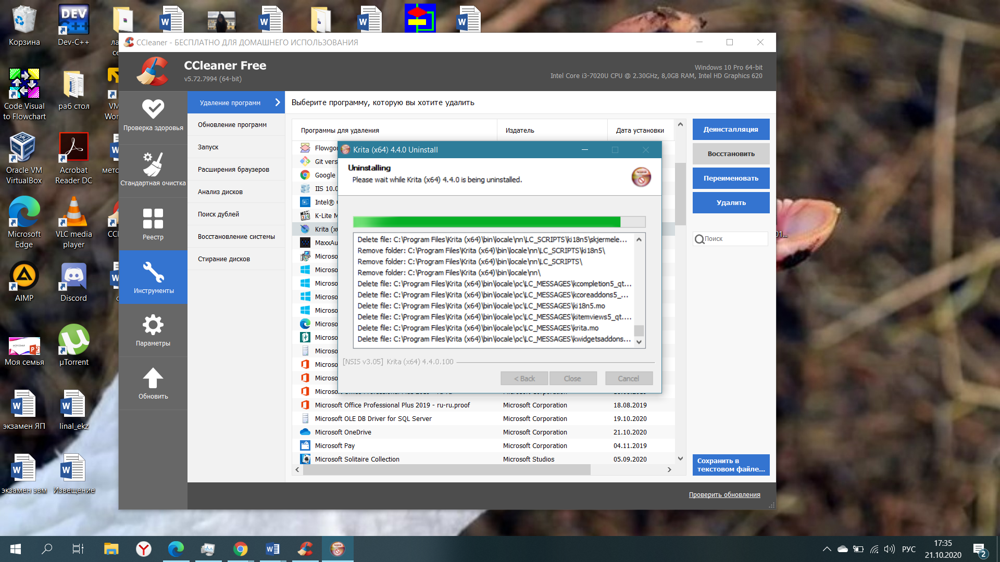 Корзина
Dev-C++
Code Visual
to Flowchart
раб стол
Oracle VM
VirtualBox
Acrobat
Reader DC
Microsoft
Edge
VLC media
player
AIMP
Discord
Моя семья
µTorrent
экзамен ЯП
linal_ekz
экзамен эвм
Извещение
CCleaner - БЕСПЛАТНО ДЛЯ ДОМАШНЕГО ИСПОЛЬЗОВАНИЯ
CCleaner Free
v5.72.7994 (64-bit)
Windows 10 Pro 64-bit
Intel Core i3-7020U CPU @ 2.30GHz, 8,0GB RAM, Intel HD Graphics 620
Проверка здоровья
Стандартная очистка
Реестр
Инструменты
Параметры
Обновить
Удаление программ
Обновление программ
Запуск
Расширения браузеров
Анализ дисков
Поиск дублей
Восстановление системы
Стирание дисков
Выберите программу, которую вы хотите удалить
Программы для удаления Издатель Дата установки
Flowgo
Git vers
Google
IIS 10.0
Intel®
K-Lite M
Krita (x
MaxxAu
Microso
Microso
Microso
Microso
Microso
Microso
Microso
Microso
Microso
Microso
Microso
Microsoft Office Professional Plus 2019 - ru-ru.proof Microsoft Corporation 18.08.2019
Microsoft OLE DB Driver for SQL Server Microsoft Corporation 19.10.2020
Microsoft OneDrive Microsoft Corporation 21.10.2020
Microsoft Pay Microsoft Corporation 04.11.2019
Microsoft Solitaire Collection Microsoft Studios 05.09.2020
Деинсталляция
Восстановить
Переименовать
Удалить
Поиск
Сохранить в
текстовом файле...
Проверить обновления
Krita (x64) 4.4.0 Uninstall
Uninstalling
Please wait while Krita (x64) 4.4.0 is being uninstalled.
Delete file: C:\Program Files\Krita (x64)\bin\locale\nn\LC_SCRIPTS\ki18n5\skjermele...
Remove folder: C:\Program Files\Krita (x64)\bin\locale\nn\LC_SCRIPTS\ki18n5\
Remove folder: C:\Program Files\Krita (x64)\bin\locale\nn\LC_SCRIPTS\
Remove folder: C:\Program Files\Krita (x64)\bin\locale\nn\
Delete file: C:\Program Files\Krita (x64)\bin\locale\oc\LC_MESSAGES\kcompletion5_qt...
Delete file: C:\Program Files\Krita (x64)\bin\locale\oc\LC_MESSAGES\kcoreaddons5_...
Delete file: C:\Program Files\Krita (x64)\bin\locale\oc\LC_MESSAGES\ki18n5.mo
Delete file: C:\Program Files\Krita (x64)\bin\locale\oc\LC_MESSAGES\kitemviews5_qt....
Delete file: C:\Program Files\Krita (x64)\bin\locale\oc\LC_MESSAGES\krita.mo
Delete file: C:\Program Files\Krita (x64)\bin\locale\oc\LC_MESSAGES\kwidgetsaddons...
[NSIS v3.05] Krita (x64) 4.4.0.100
< Back Close Cancel
РУС
17:35
21.10.2020
2